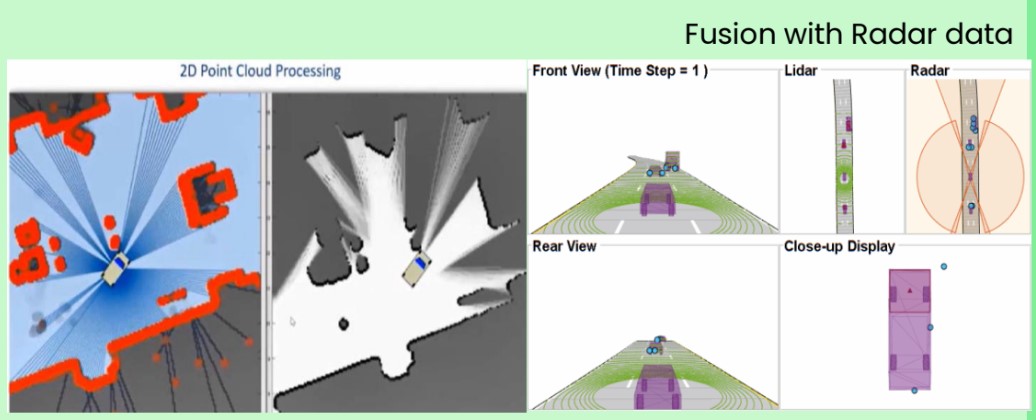 Fusion with Radar data
2D Point Cloud Processing
Front View (Time Step = 1 )
Lidar
Radar
Rear View
Close-up Display